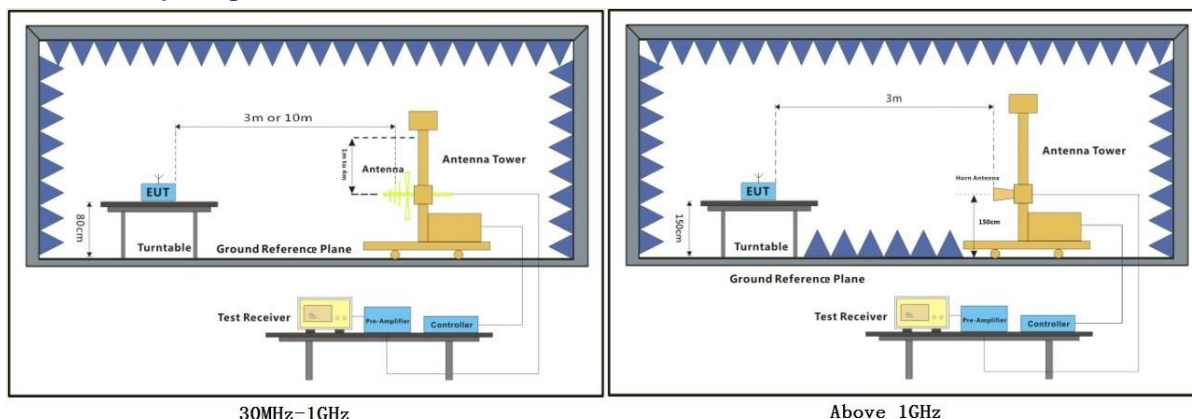 3m or 10m
1m to 4m
Antenna
Antenna Tower
EUT
80cm
Turntable
Ground Reference Plane
Test Receiver
Pre-Amplifier
Controller
30MHz-1GHz
3m
Horn Antenna
Antenna Tower
EUT
150cm
150cm
Turntable
Ground Reference Plane
Test Receiver
Pre-Amplifier
Controller
Above 1GHz